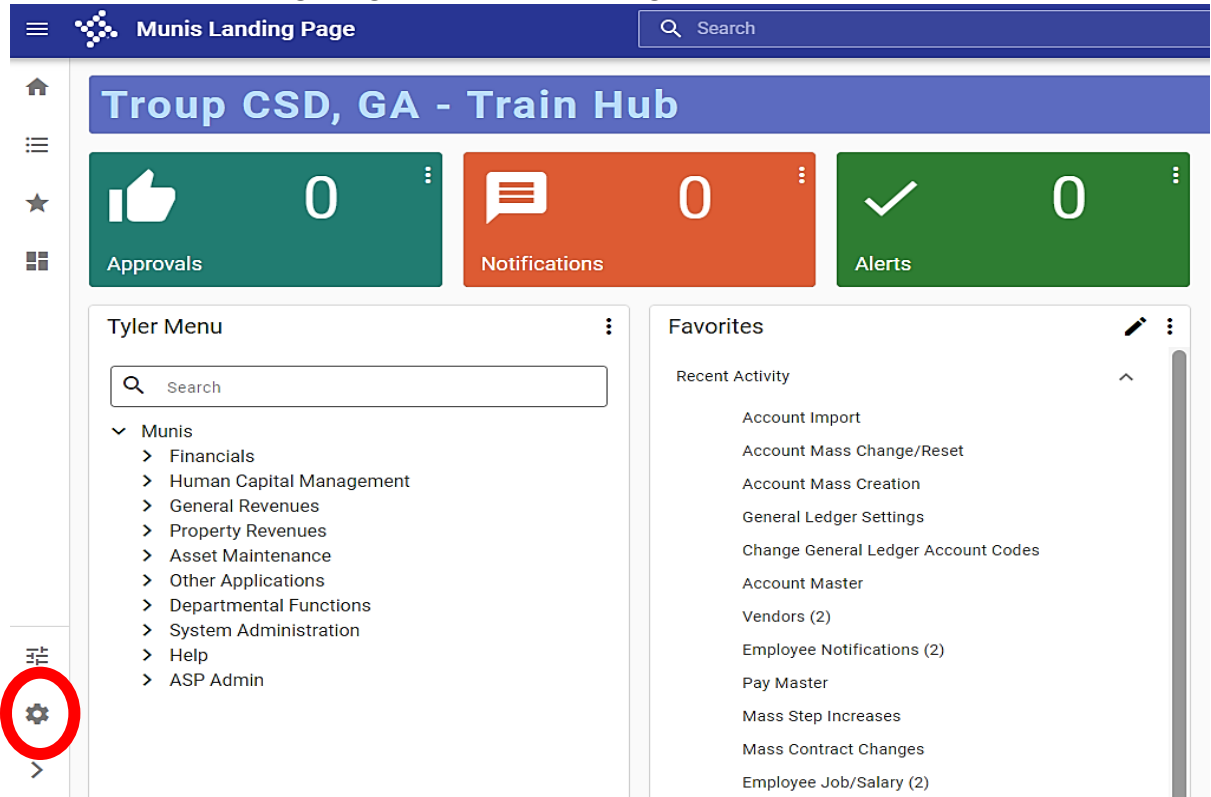 Munis Landing Page
Search
Troup CSD, GA - Train Hub
0
Approvals
0
Notifications
0
Alerts
Tyler Menu
Search
Munis
Financials
Human Capital Management
General Revenues
Property Revenues
Asset Maintenance
Other Applications
Departmental Functions
System Administration
Help
ASP Admin
Favorites
Recent Activity
Account Import
Account Mass Change/Reset
Account Mass Creation
General Ledger Settings
Change General Ledger Account Codes
Account Master
Vendors (2)
Employee Notifications (2)
Pay Master
Mass Step Increases
Mass Contract Changes
Employee Job/Salary (2)